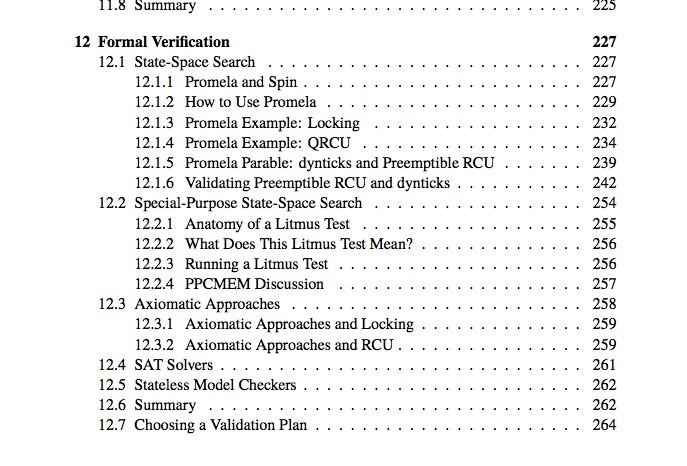 11.8 Summary . . . . . . . . . . . . . . . . . . . . . . . . . . . . . . . . 225
12 Formal Verification 227
12.1 State-Space Search . . . . . . . . . . . . . . . . . . . . . . . . . . . 227
12.1.1 Promela and Spin . . . . . . . . . . . . . . . . . . . . . . . . 227
12.1.2 How to Use Promela . . . . . . . . . . . . . . . . . . . . . . 229
12.1.3 Promela Example: Locking . . . . . . . . . . . . . . . . . . 232
12.1.4 Promela Example: QRCU . . . . . . . . . . . . . . . . . . . . 234
12.1.5 Promela Parable: dynticks and Preemptible RCU . . . . . . . 239
12.1.6 Validating Preemptible RCU and dynticks . . . . . . . . . . . 242
12.2 Special-Purpose State-Space Search . . . . . . . . . . . . . . . . . . 254
12.2.1 Anatomy of a Litmus Test . . . . . . . . . . . . . . . . . . . 255
12.2.2 What Does This Litmus Test Mean? . . . . . . . . . . . . . . 256
12.2.3 Running a Litmus Test . . . . . . . . . . . . . . . . . . . . . 256
12.2.4 PPCMEM Discussion . . . . . . . . . . . . . . . . . . . . . . 257
12.3 Axiomatic Approaches . . . . . . . . . . . . . . . . . . . . . . . . . 258
12.3.1 Axiomatic Approaches and Locking . . . . . . . . . . . . . . 259
12.3.2 Axiomatic Approaches and RCU . . . . . . . . . . . . . . . . 259
12.4 SAT Solvers . . . . . . . . . . . . . . . . . . . . . . . . . . . . . . . 261
12.5 Stateless Model Checkers . . . . . . . . . . . . . . . . . . . . . . . . 262
12.6 Summary . . . . . . . . . . . . . . . . . . . . . . . . . . . . . . . . 262
12.7 Choosing a Validation Plan . . . . . . . . . . . . . . . . . . . . . . . 264